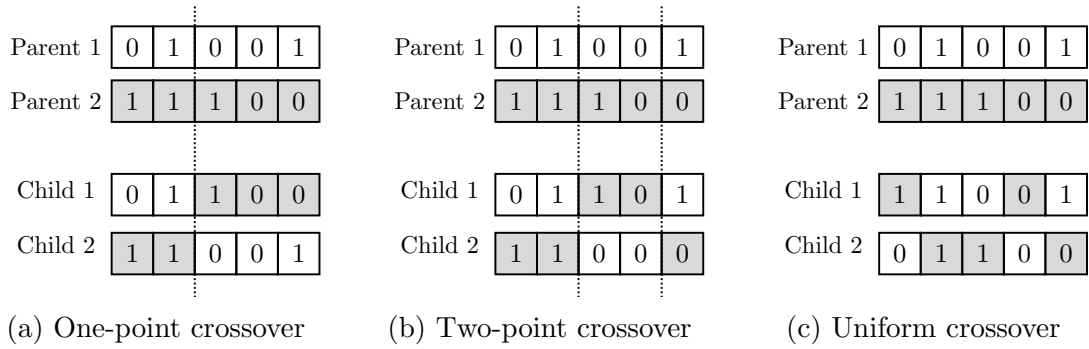 Parent 1 0 1 0 0 1
Parent 2 1 1 1 0 0
Child 1 0 1 1 0 0
Child 2 1 1 0 0 1
(a) One-point crossover
Parent 1 0 1 0 0 1
Parent 2 1 1 1 0 0
Child 1 0 1 1 0 1
Child 2 1 1 0 0 0
(b) Two-point crossover
Parent 1 0 1 0 0 1
Parent 2 1 1 1 0 0
Child 1 1 1 0 0 1
Child 2 0 1 1 0 0
(c) Uniform crossover